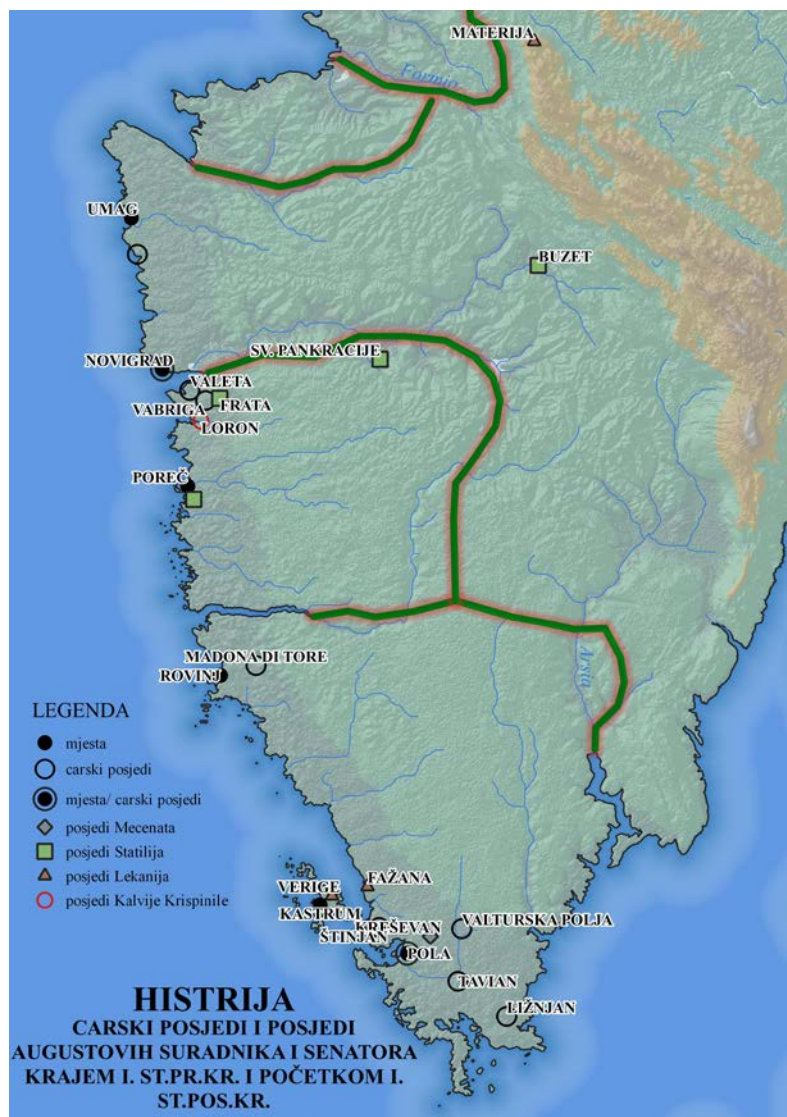 MATERIJA
Formio
UMAG
BUZET
SV. PANKRACIJE
NOVIGRAD
VALETA
VABRIGA
FRATA
LORON
POREČ
MADONA DI TORE
ROVINJ
Arsia
LEGENDA
mjesta
carski posjedi
mjesta/ carski posjedi
posjedi Mecenata
posjedi Statilija
posjedi Lekanija
posjedi Kalvije Krispinile
FAŽANA
VERIGE
KASTRUM
KREŠEVAN
ŠTINJAN
VALTURSKA POLJA
POLA
TAVIAN
LIŽNJAN
HISTRIJA
CARSKI POSJEDI I POSJEDI
AUGUSTOVIH SURADNIKA I SENATORA
KRAJEM I. ST.PR.KR. I POČETKOM I.
ST.POS.KR.